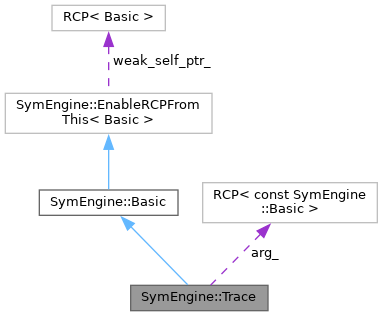 RCP< Basic >
weak_self_ptr_
SymEngine::EnableRCPFrom
This< Basic >
SymEngine::Basic
RCP< const SymEngine
::Basic >
arg_
SymEngine::Trace